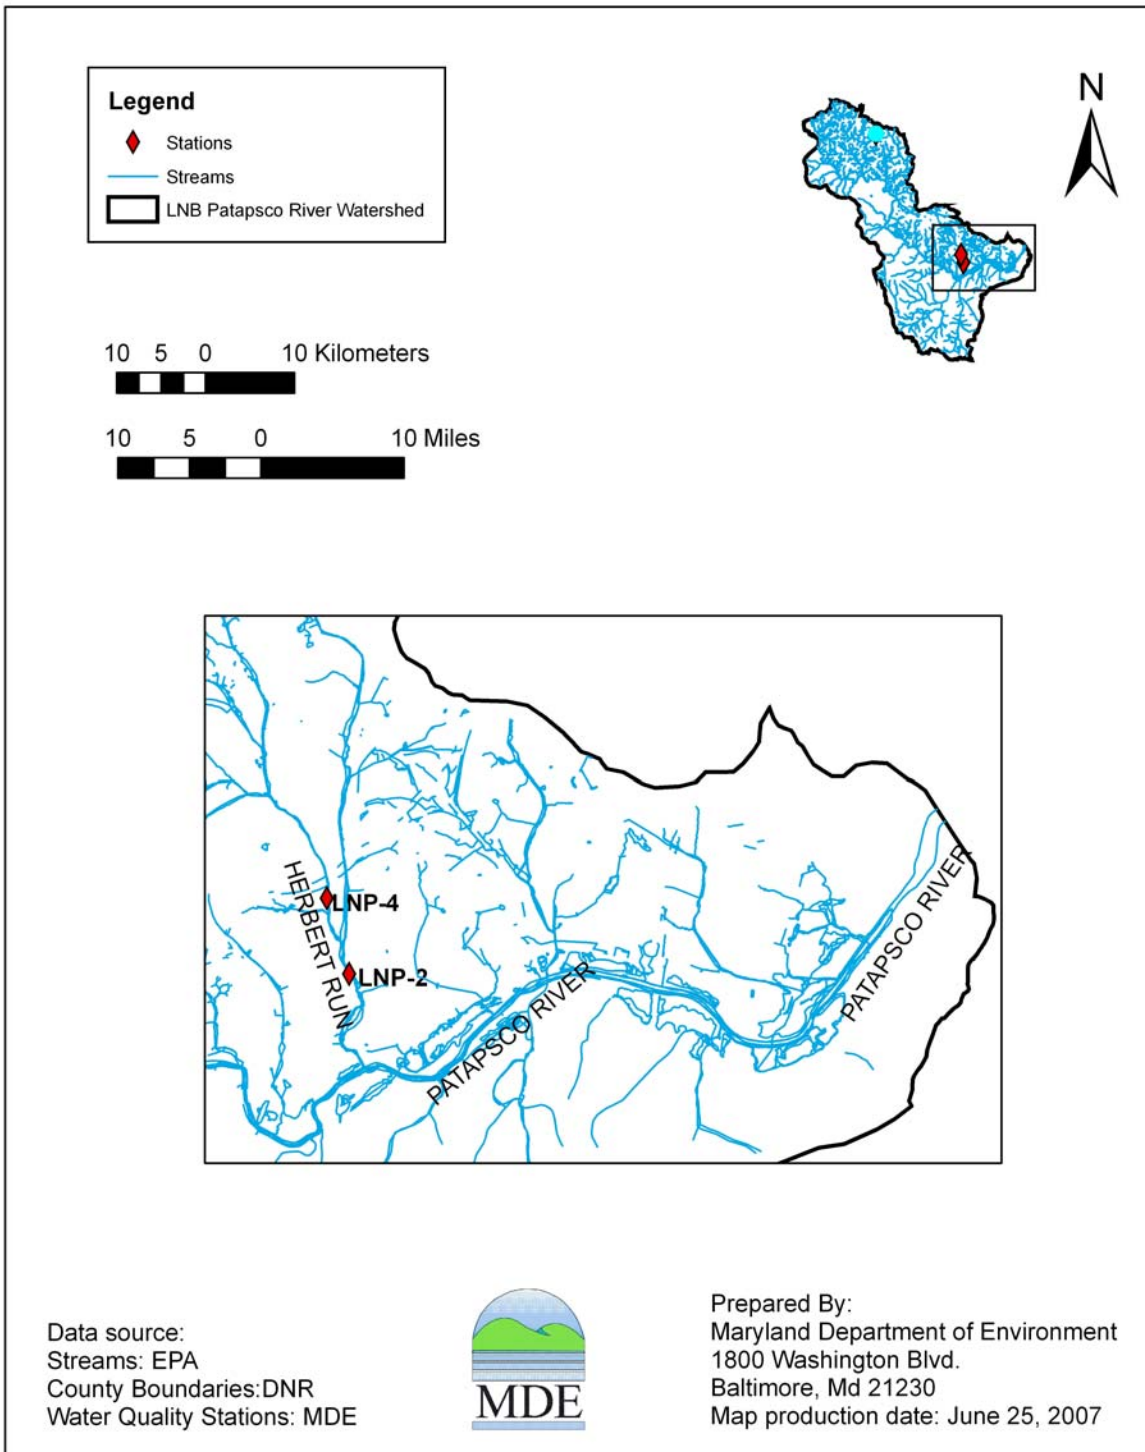 Legend
Stations
Streams
LNB Patapsco River Watershed
N
10 5 0 10 Kilometers
10 5 0 10 Miles
HERBERT RUN
LNP-4
LNP-2
PATAPSCO RIVER
PATAPSCO RIVER
Data source:
Streams: EPA
County Boundaries:DNR
Water Quality Stations: MDE
MDE
Prepared By:
Maryland Department of Environment
1800 Washington Blvd.
Baltimore, Md 21230
Map production date: June 25, 2007